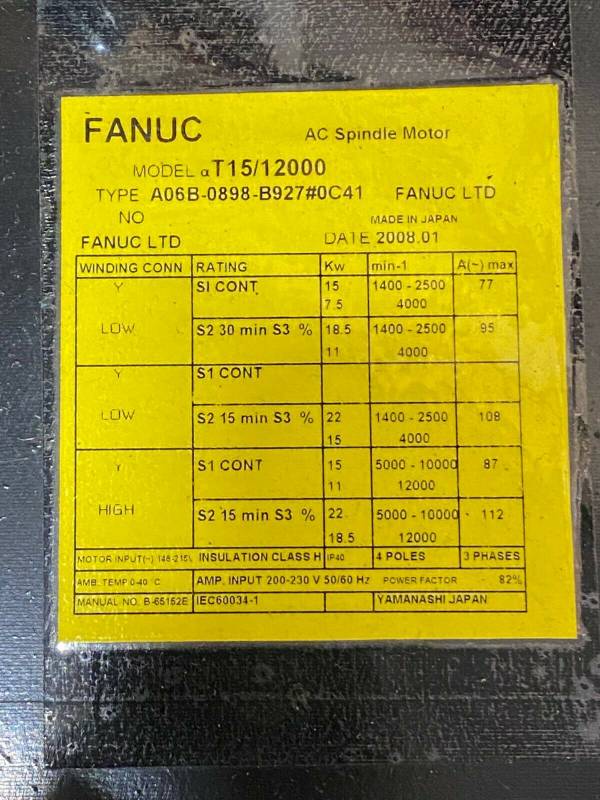 FANUC
AC Spindle Motor
MODEL αT15/12000
TYPE A06B-0898-B927#0C41 FANUC LTD
NO MADE IN JAPAN
FANUC LTD DATE 2008.01
WINDING CONN RATING Kw min-1 A(~) max
Y SI CONT 15 1400 - 2500 77
7.5 4000
LOW S2 30 min S3 % 18.5 1400 - 2500 95
11 4000
Y S1 CONT
LOW S2 15 min S3 % 22 1400 - 2500 108
15 4000
Y S1 CONT 15 5000 - 10000 87
11 12000
HIGH S2 15 min S3 % 22 5000 - 10000 112
18.5 12000
MOTOR INPUT(~) 148-215V INSULATION CLASS H IP40 4 POLES 3 PHASES
AMB. TEMP 0-40 °C AMP. INPUT 200-230 V 50/60 Hz POWER FACTOR 82%
MANUAL NO. B-65152E IEC60034-1 YAMANASHI JAPAN